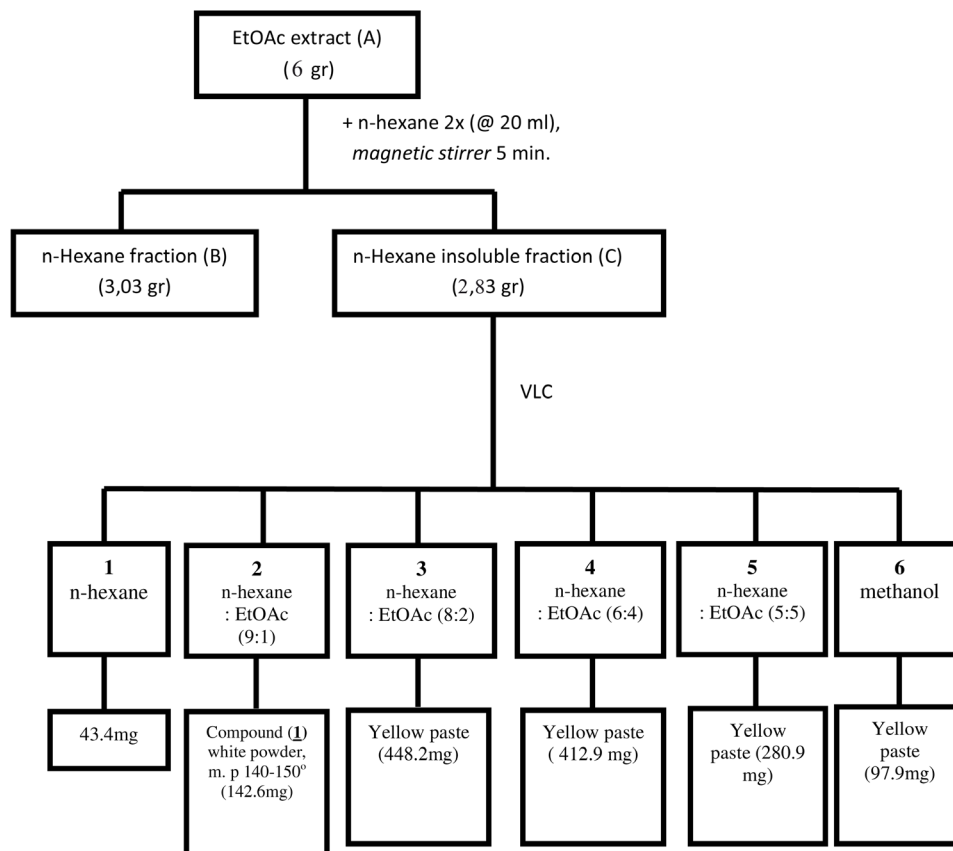 EtOAc extract (A)
(6 gr)
+ n-hexane 2x (@ 20 ml),
magnetic stirrer 5 min.
n-Hexane fraction (B)
(3,03 gr)
n-Hexane insoluble fraction (C)
(2,83 gr)
VLC
1
n-hexane
2
n-hexane
: EtOAc
(9:1)
3
n-hexane
: EtOAc (8:2)
4
n-hexane
: EtOAc (6:4)
5
n-hexane
: EtOAc (5:5)
6
methanol
43.4mg
Compound (1)
white powder,
m. p 140-150°
(142.6mg)
Yellow paste
(448.2mg)
Yellow paste
( 412.9 mg)
Yellow
paste (280.9
mg)
Yellow
paste
(97.9mg)